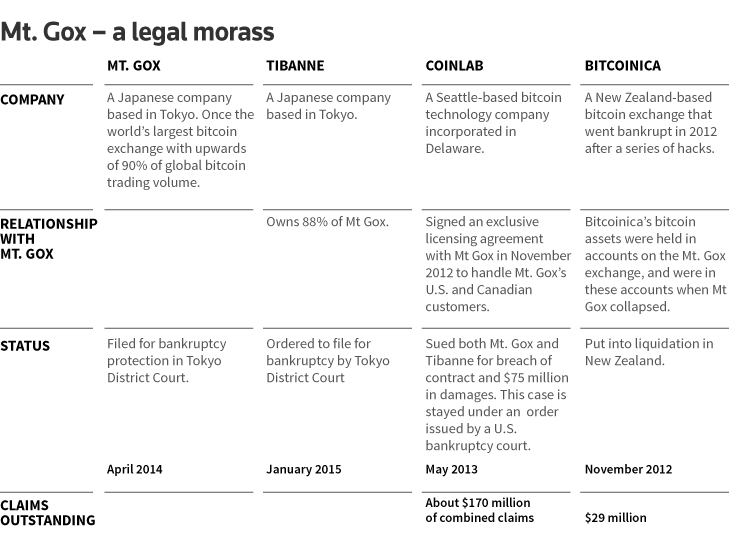 Mt. Gox – a legal morass
MT. GOX
TIBANNE
COINLAB
BITCOINICA
COMPANY
A Japanese company
based in Tokyo. Once the
world's largest bitcoin
exchange with upwards
of 90% of global bitcoin
trading volume.
A Japanese company
based in Tokyo.
A Seattle-based bitcoin
technology company
incorporated in
Delaware.
A New Zealand-based
bitcoin exchange that
went bankrupt in 2012
after a series of hacks.
RELATIONSHIP
WITH
MT. GOX
Owns 88% of Mt Gox.
Signed an exclusive
licensing agreement
with Mt Gox in November
2012 to handle Mt. Gox's
U.S. and Canadian
customers.
Bitcoinica's bitcoin
assets were held in
accounts on the Mt. Gox
exchange, and were in
these accounts when Mt
Gox collapsed.
STATUS
Filed for bankruptcy
protection in Tokyo
District Court.
Ordered to file for
bankruptcy by Tokyo
District Court
Sued both Mt. Gox and
Tibanne for breach of
contract and $75 million
in damages. This case is
stayed under an order
issued by a U.S.
bankruptcy court.
Put into liquidation in
New Zealand.
April 2014
January 2015
May 2013
November 2012
CLAIMS
OUTSTANDING
About $170 million
of combined claims
$29 million